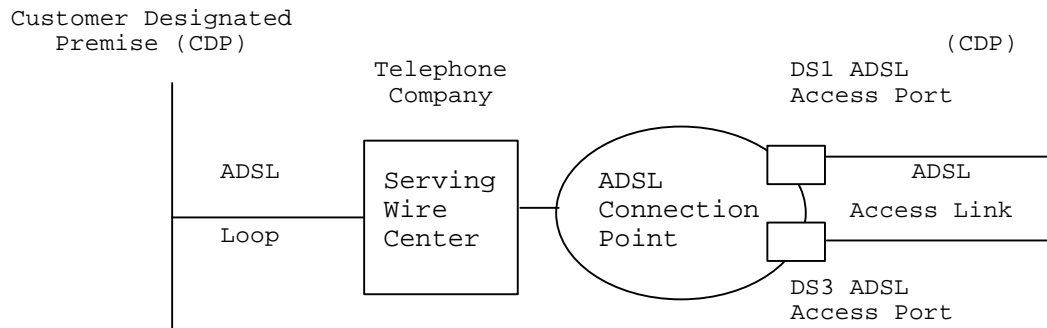 Customer Designated
Premise (CDP)
(CDP)
Telephone
Company
DS1 ADSL
Access Port
ADSL
Loop
Serving
Wire
Center
ADSL
Connection
Point
ADSL
Access Link
DS3 ADSL
Access Port